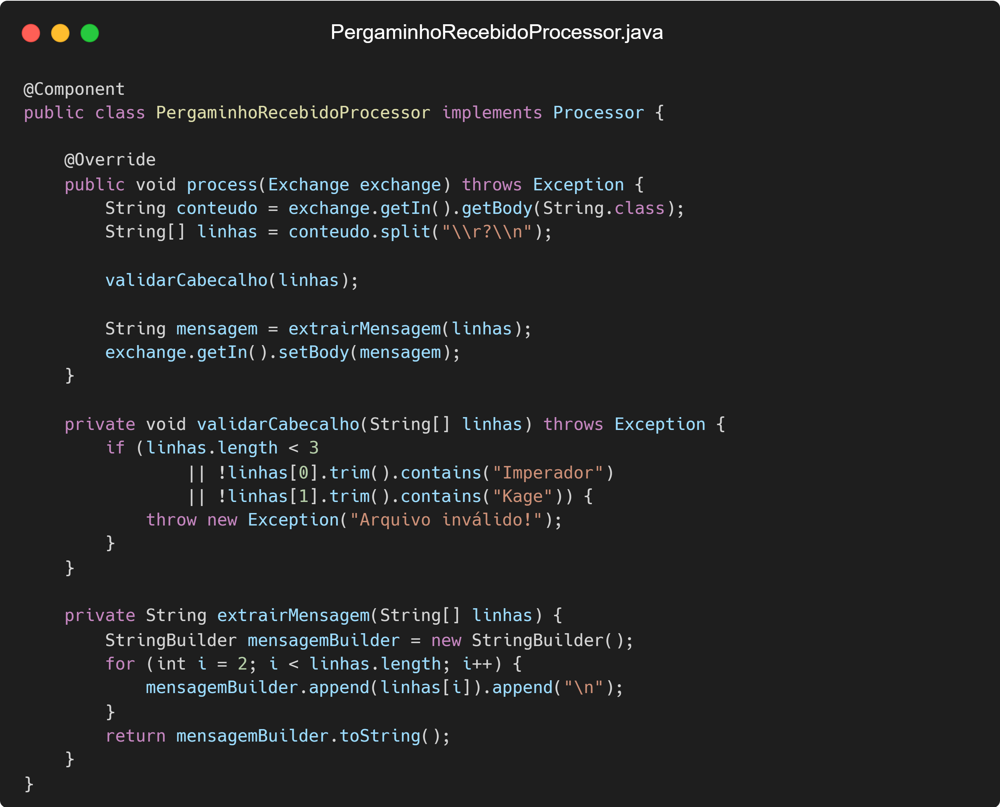 PergaminhoRecebidoProcessor.java
@Component
public class PergaminhoRecebidoProcessor implements Processor {
    @Override
    public void process(Exchange exchange) throws Exception {
        String conteudo = exchange.getIn().getBody(String.class);
        String[] linhas = conteudo.split("\\r?\\n");
        validarCabecalho(linhas);
        String mensagem = extrairMensagem(linhas);
        exchange.getIn().setBody(mensagem);
    }
    private void validarCabecalho(String[] linhas) throws Exception {
        if (linhas.length < 3
                || !linhas[0].trim().contains("Imperador")
                || !linhas[1].trim().contains("Kage")) {
            throw new Exception("Arquivo inválido!");
        }
    }
    private String extrairMensagem(String[] linhas) {
        StringBuilder mensagemBuilder = new StringBuilder();
        for (int i = 2; i < linhas.length; i++) {
            mensagemBuilder.append(linhas[i]).append("\n");
        }
        return mensagemBuilder.toString();
    }
}